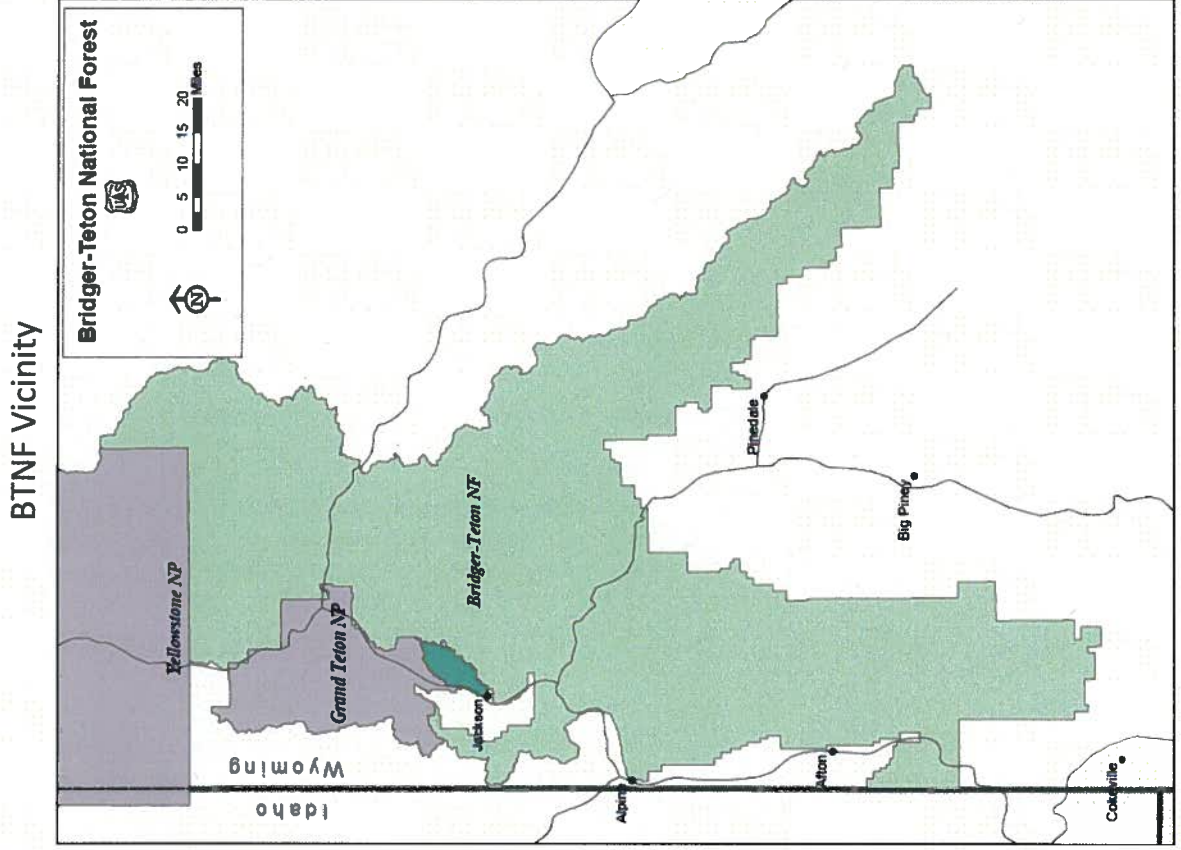 BTNF Vicinity
Bridger-Teton National Forest
UAS
0 5 10 15 20
Miles
N
Yellowstone NP
Grand Teton NP
Bridger-Teton NF
Jackson
Wyoming
Idaho
Alpine
Afton
Cokeville
Pinedale
Big Piney